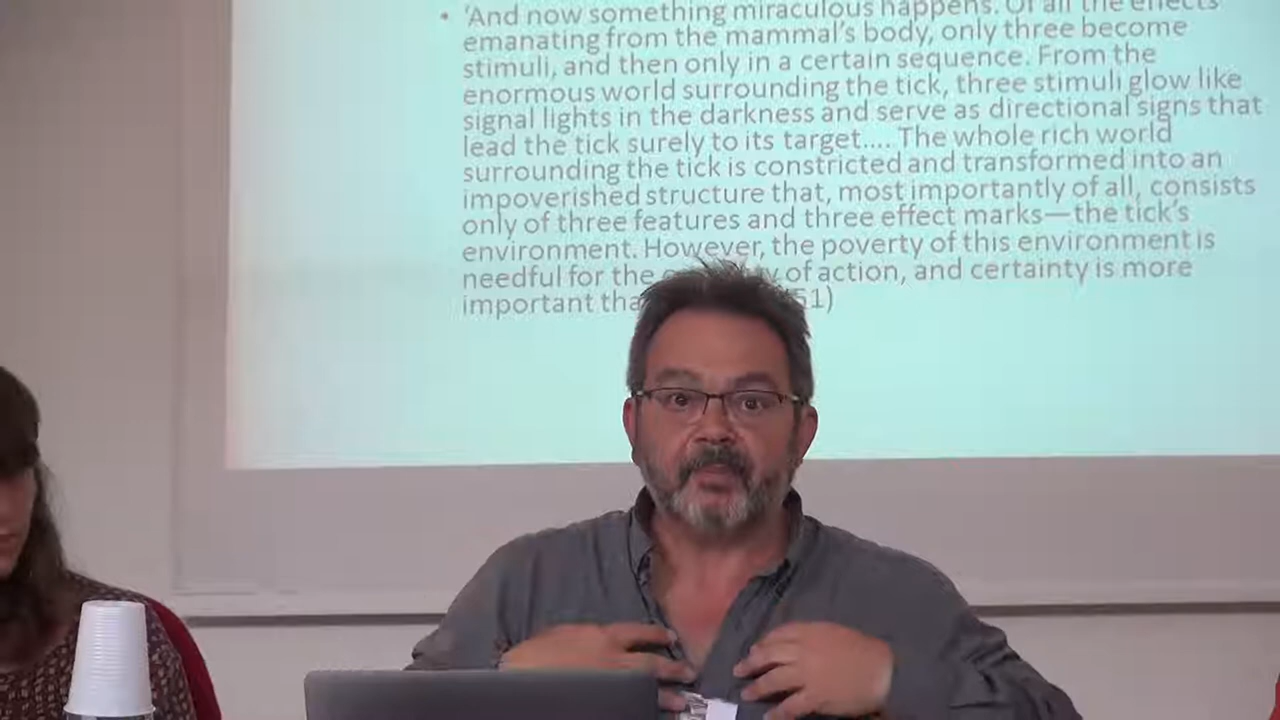 • 'And now something miraculous happens. Of all the effects
emanating from the mammal's body, only three become
stimuli, and then only in a certain sequence. From the
enormous world surrounding the tick, three stimuli glow like
signal lights in the darkness and serve as directional signs that
lead the tick surely to its target.... The whole rich world
surrounding the tick is constricted and transformed into an
impoverished structure that, most importantly of all, consists
only of three features and three effect marks—the tick's
environment. However, the poverty of this environment is
needful for the of action, and certainty is more
important 51)